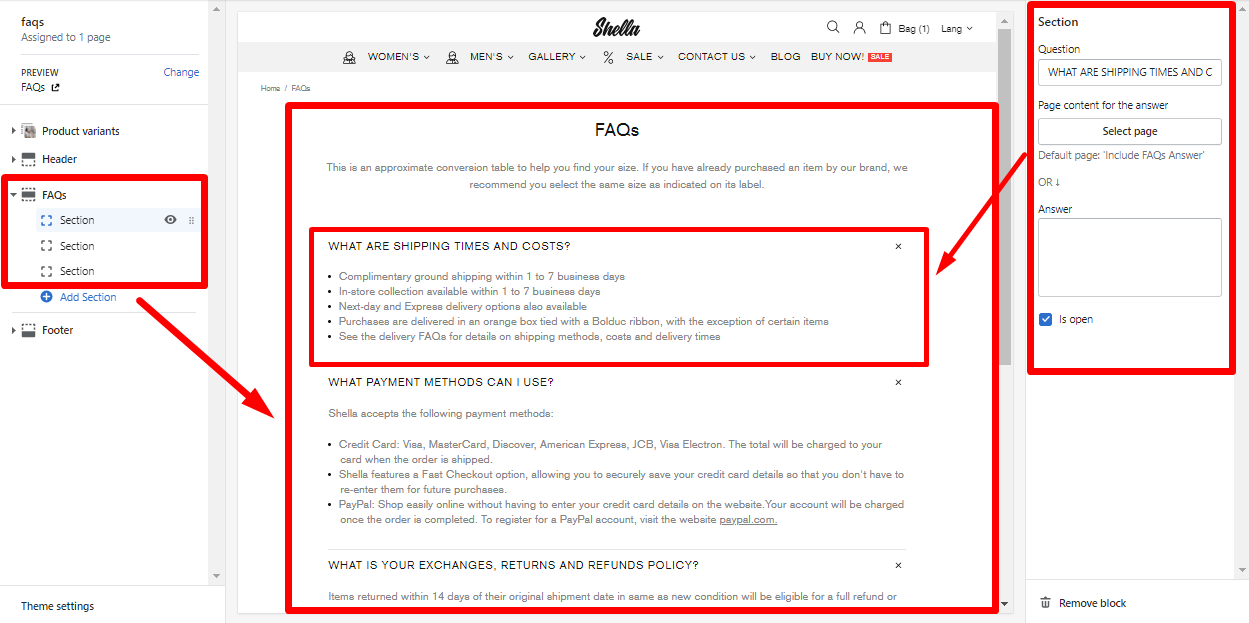 faqs
Assigned to 1 page
PREVIEW
Change
FAQs
Product variants
Header
FAQs
Section
Section
Section
Add Section
Footer
Theme settings
Shella
Bag (1)
Lang
WOMEN'S
MEN'S
GALLERY
SALE
CONTACT US
BLOG
BUY NOW! SALE
Home / FAQs
FAQs
This is an approximate conversion table to help you find your size. If you have already purchased an item by our brand, we
recommend you select the same size as indicated on its label.
WHAT ARE SHIPPING TIMES AND COSTS?
• Complimentary ground shipping within 1 to 7 business days
• In-store collection available within 1 to 7 business days
• Next-day and Express delivery options also available
• Purchases are delivered in an orange box tied with a Bolduc ribbon, with the exception of certain items
• See the delivery FAQs for details on shipping methods, costs and delivery times
WHAT PAYMENT METHODS CAN I USE?
Shella accepts the following payment methods:
• Credit Card: Visa, MasterCard, Discover, American Express, JCB, Visa Electron. The total will be charged to your
card when the order is shipped.
• Shella features a Fast Checkout option, allowing you to securely save your credit card details so that you don't have to
re-enter them for future purchases.
• PayPal: Shop easily online without having to enter your credit card details on the website.Your account will be charged
once the order is completed. To register for a PayPal account, visit the website paypal.com.
WHAT IS YOUR EXCHANGES, RETURNS AND REFUNDS POLICY?
Items returned within 14 days of their original shipment date in same as new condition will be eligible for a full refund or
Section
Question
WHAT ARE SHIPPING TIMES AND C
Page content for the answer
Select page
Default page: 'Include FAQs Answer'
OR ↓
Answer
Is open
Remove block